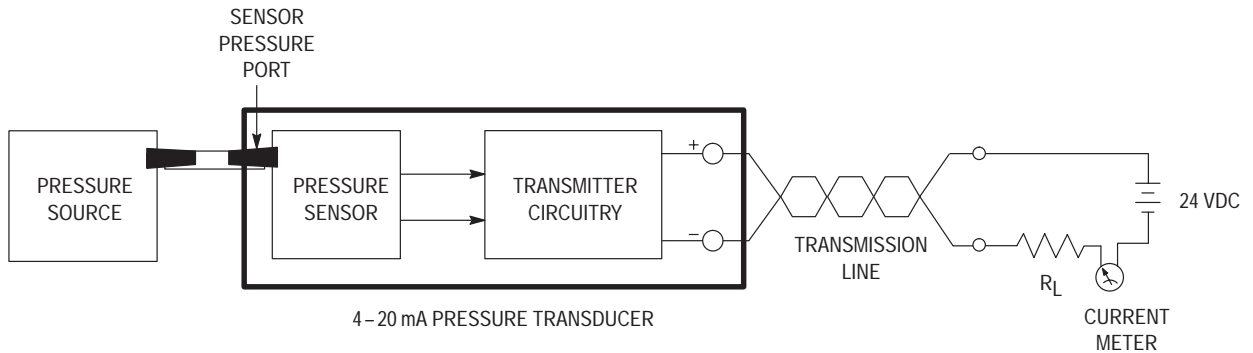 SENSOR
PRESSURE
PORT
PRESSURE
SOURCE
PRESSURE
SENSOR
TRANSMITTER
CIRCUITRY
+
–
TRANSMISSION
LINE
24 VDC
RL
CURRENT
METER
4–20 mA PRESSURE TRANSDUCER